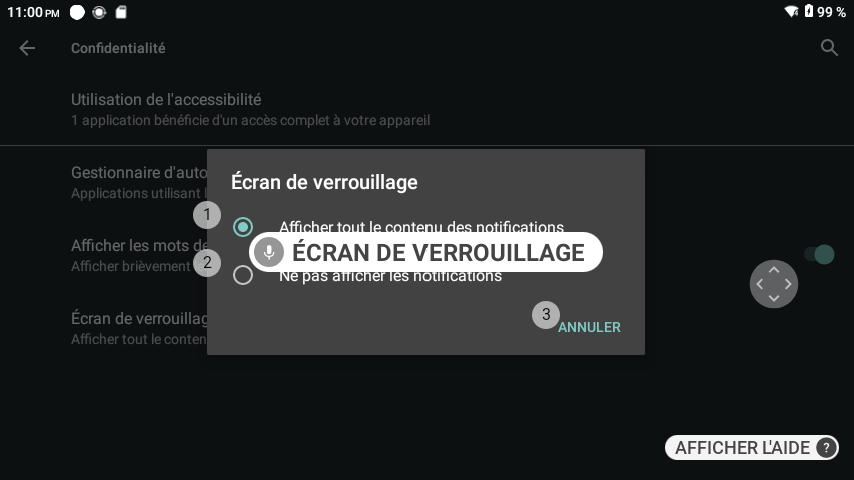 11:00 PM
99 %
Confidentialité
Utilisation de l'accessibilité
1 application bénéficie d'un accès complet à votre appareil
Gestionnaire d'auto
Applications utilisant
Afficher les mots de
Afficher brièvement
Écran de verrouillag
Afficher tout le conten
Écran de verrouillage
1
Afficher tout le contenu des notifications
ÉCRAN DE VERROUILLAGE
2
Ne pas afficher les notifications
3
ANNULER
AFFICHER L'AIDE ?